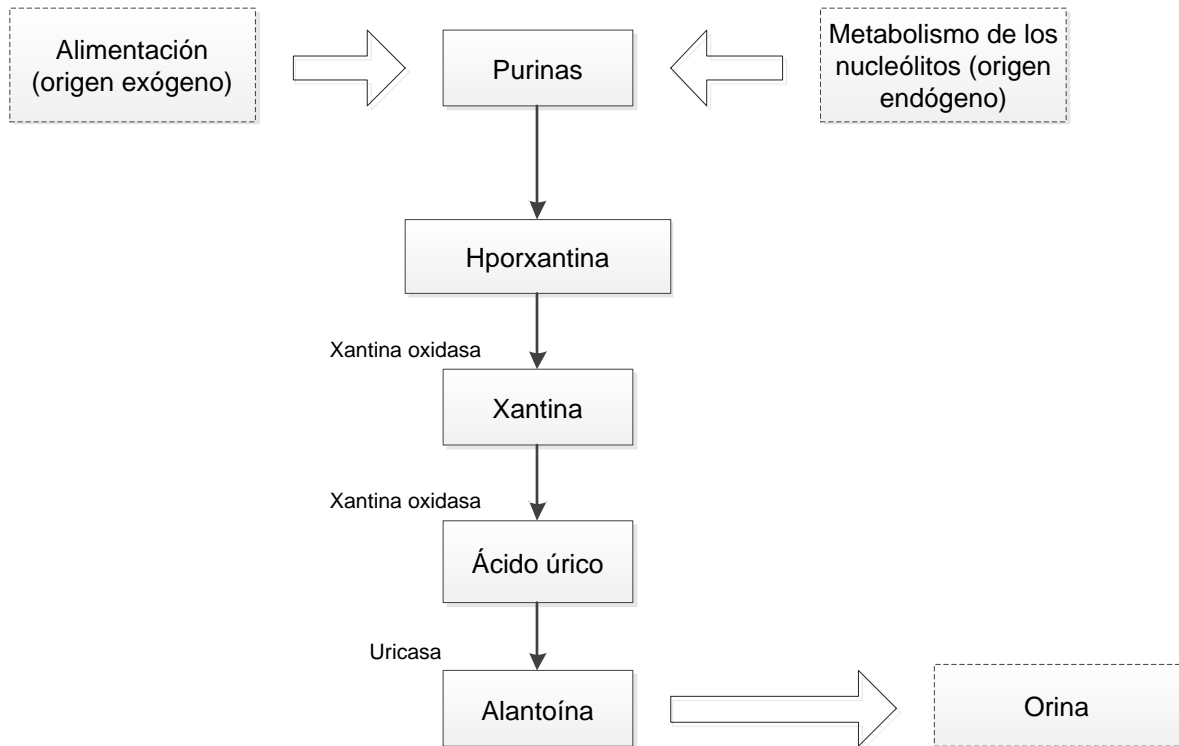 Alimentación
(origen exógeno)
Purinas
Metabolismo de los
nucleólitos (origen
endógeno)
Hporxantina
Xantina oxidasa
Xantina
Xantina oxidasa
Ácido úrico
Uricasa
Alantoína
Orina